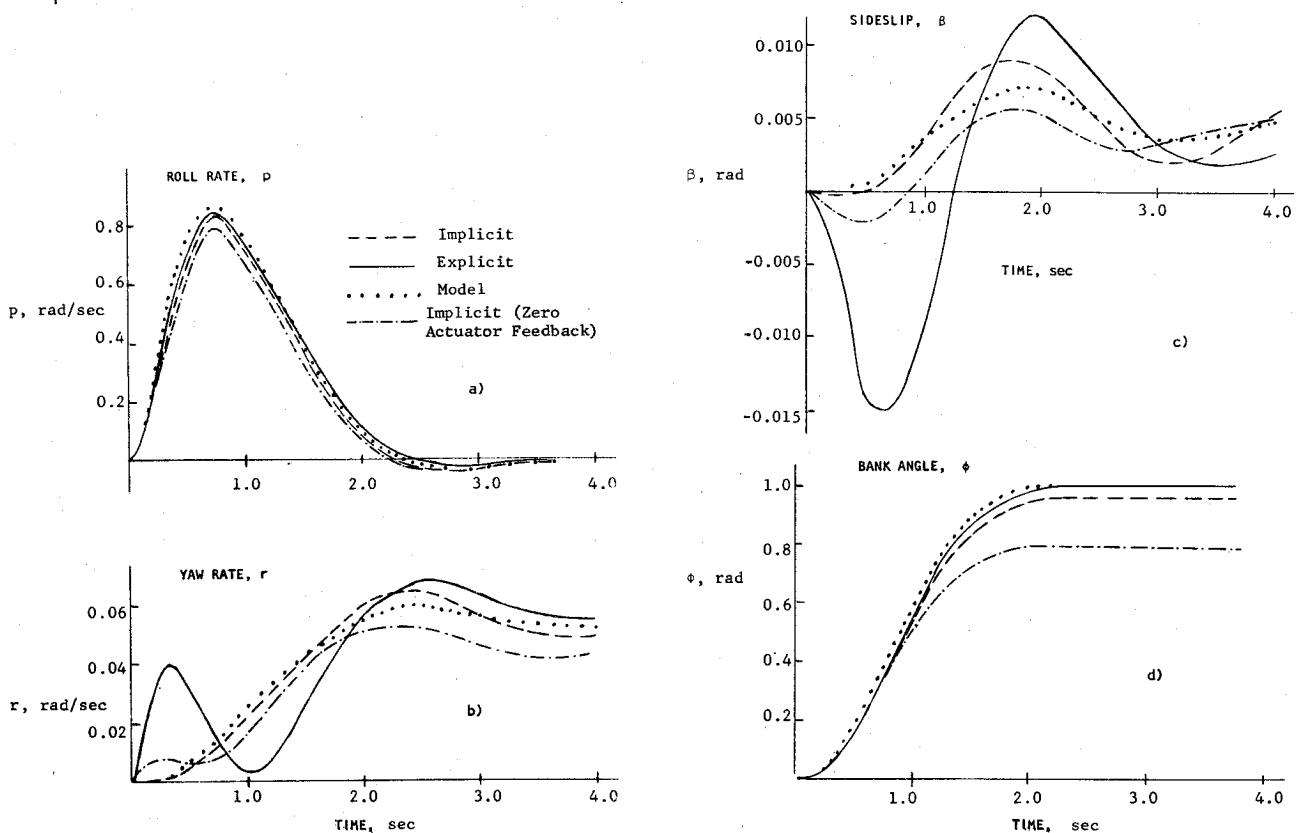 ROLL RATE, p
0.8
0.6
p, rad/sec
0.4
0.2
1.0 2.0 3.0 4.0
Implicit
Explicit
Model
Implicit (Zero
Actuator Feedback)
a)
YAW RATE, r
0.06
0.04
r, rad/sec
0.02
b)
1.0 2.0 3.0 4.0
TIME, sec
SIDESLIP, β
0.010
0.005
β, rad
1.0 2.0 3.0 4.0
-0.005
TIME, sec
-0.010
c)
-0.015
BANK ANGLE, ϕ
1.0
0.8
ϕ, rad
0.6
0.4
d)
0.2
1.0 2.0 3.0 4.0
TIME, sec